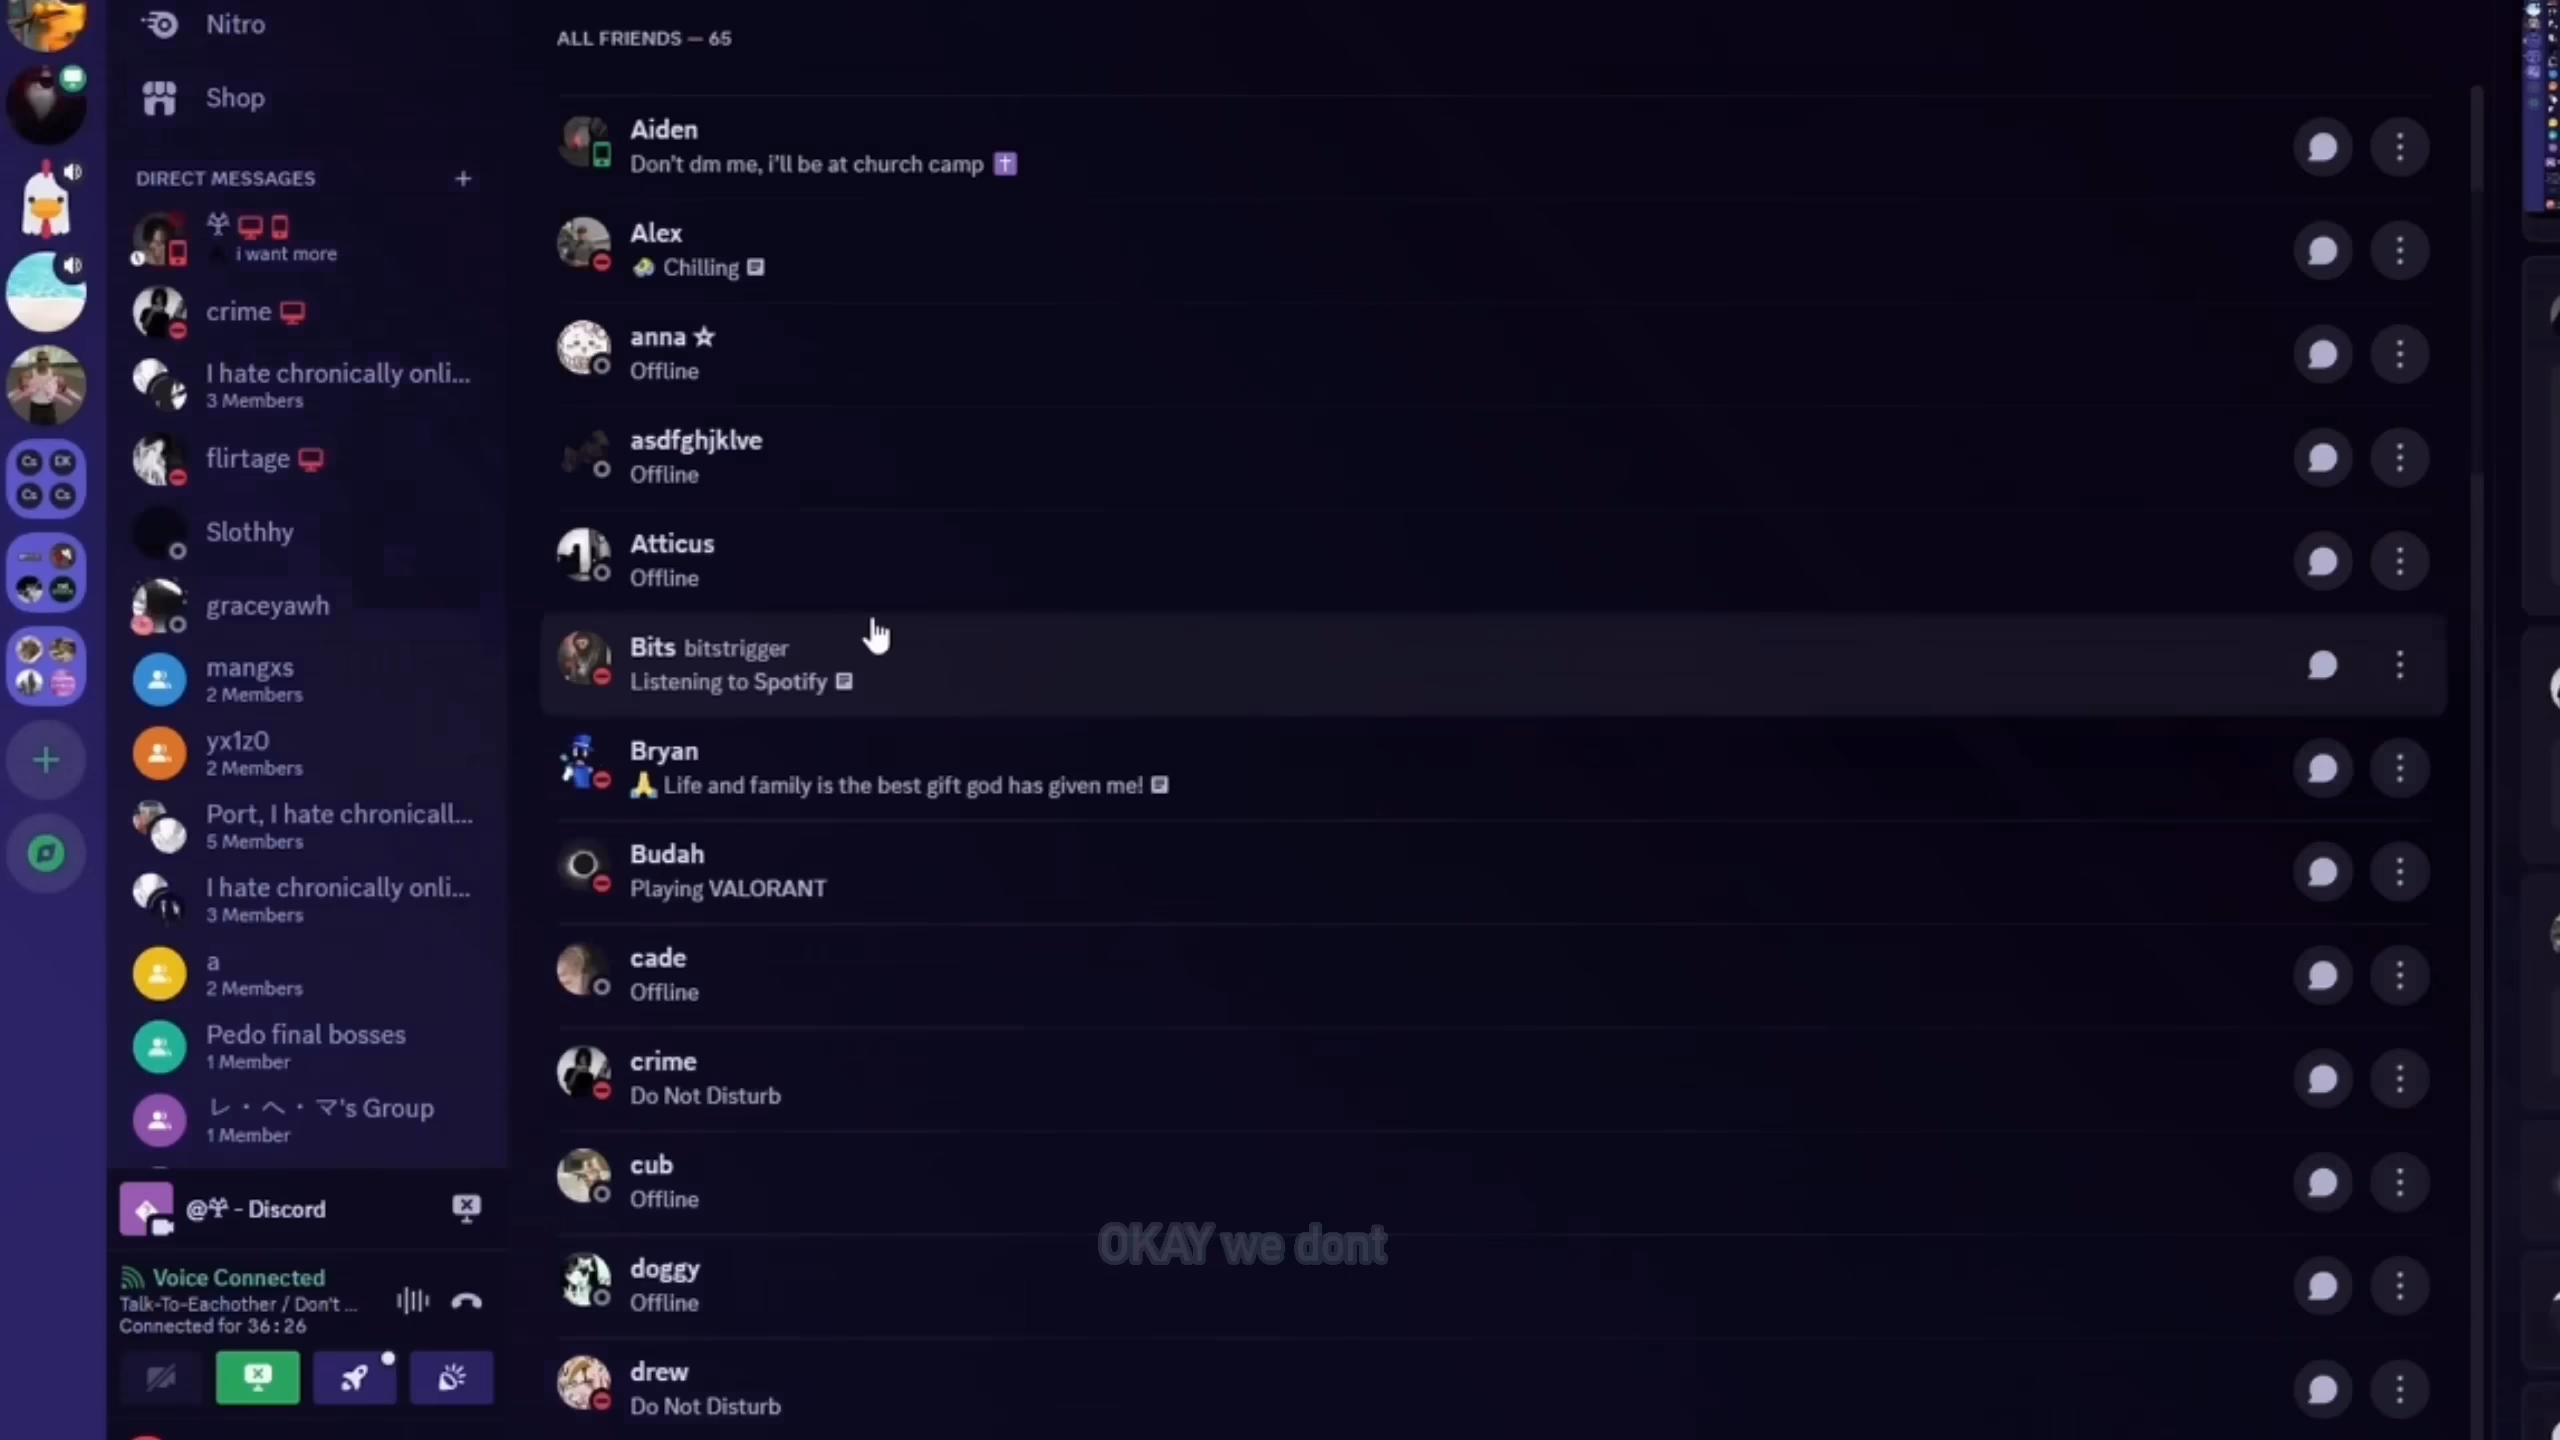 Nitro
Shop
DIRECT MESSAGES
i want more
crime
I hate chronically onli...
3 Members
flirtage
Slothhy
graceyawh
mangxs
2 Members
yx1z0
2 Members
Port, I hate chronicall...
5 Members
I hate chronically onli...
3 Members
a
2 Members
Pedo final bosses
1 Member
レ・ヘ・マ's Group
1 Member
- Discord
Voice Connected
Talk-To-Eachother / Don't ...
Connected for 36:26
ALL FRIENDS — 65
Aiden
Don't dm me, i'll be at church camp
Alex
Chilling
anna ☆
Offline
asdfghjklve
Offline
Atticus
Offline
Bits bitstrigger
Listening to Spotify
Bryan
🙏 Life and family is the best gift god has given me!
Budah
Playing VALORANT
cade
Offline
crime
Do Not Disturb
cub
Offline
doggy
Offline
drew
Do Not Disturb
OKAY we dont